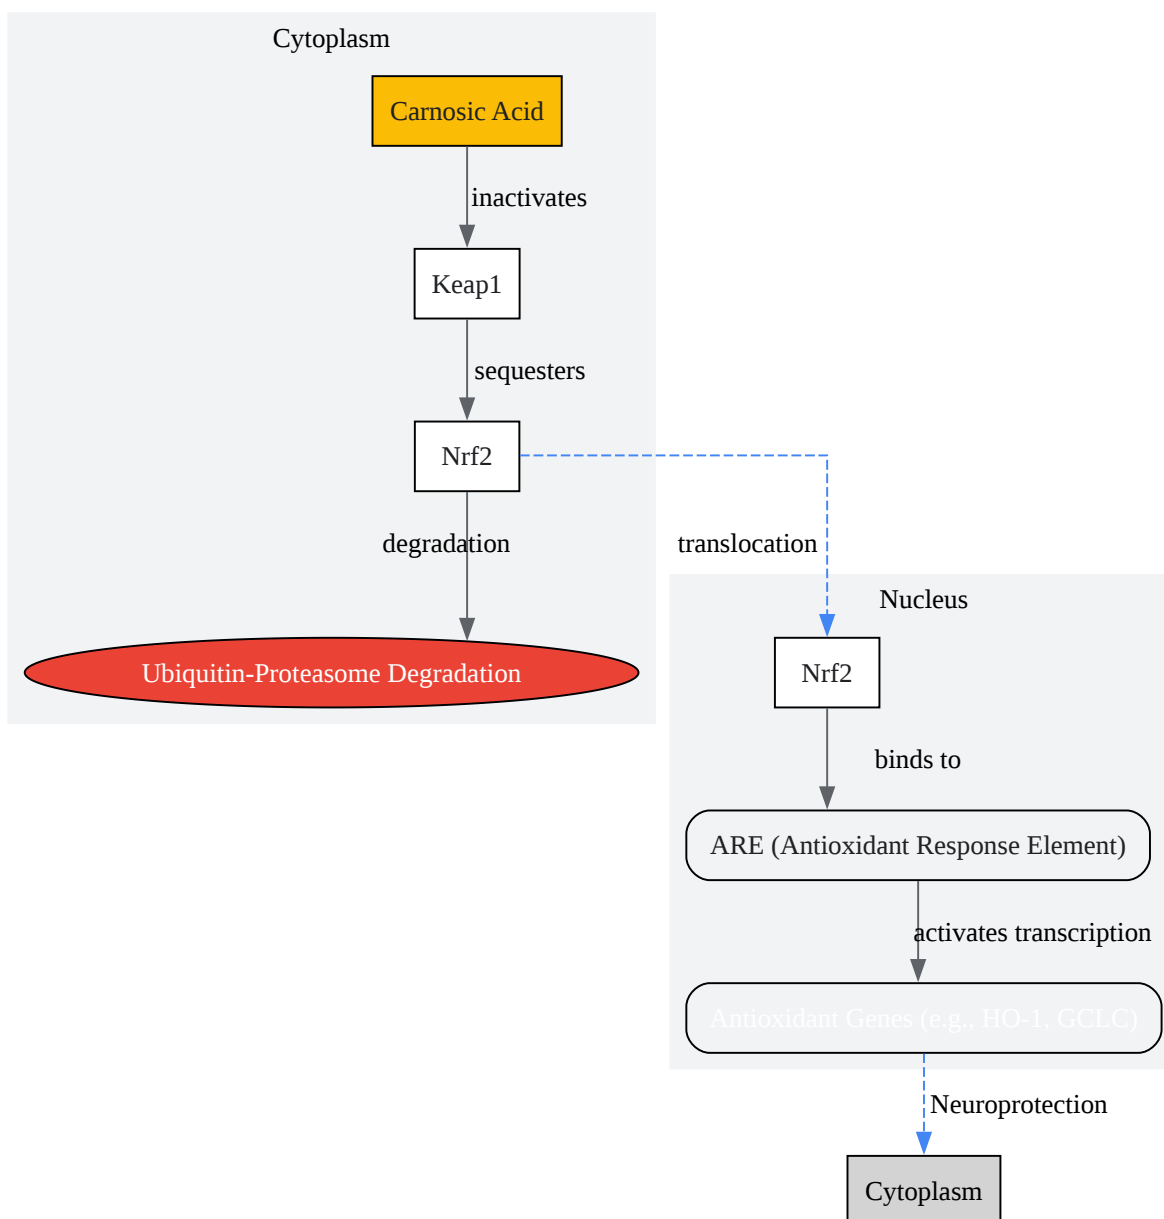 Cytoplasm
Carnosic Acid
inactivates
Keap1
sequesters
Nrf2
degradation
translocation
Ubiquitin-Proteasome Degradation
Nucleus
Nrf2
binds to
ARE (Antioxidant Response Element)
activates transcription
Antioxidant Genes (e.g., HO-1, GCLC)
Neuroprotection
Cytoplasm